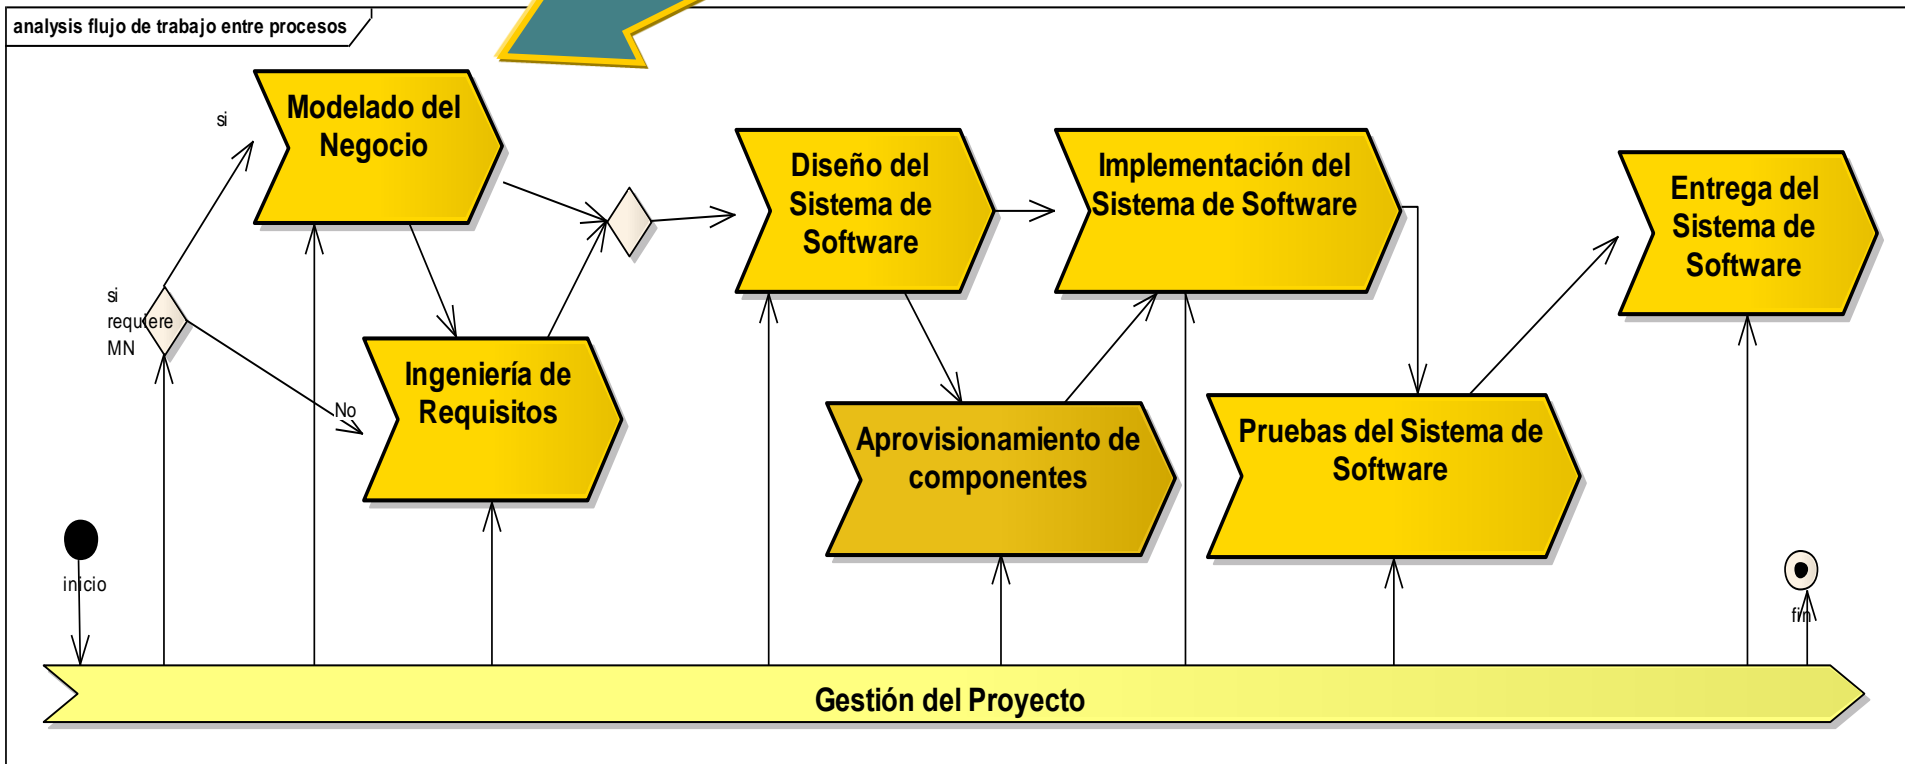 analysis flujo de trabajo entre procesos
si
Modelado del
Negocio
si
requiere
MN
No
Ingeniería de
Requisitos
Diseño del
Sistema de
Software
Implementación del
Sistema de Software
Aprovisionamiento de
componentes
Pruebas del Sistema de
Software
Entrega del
Sistema de
Software
inicio
fin
Gestión del Proyecto